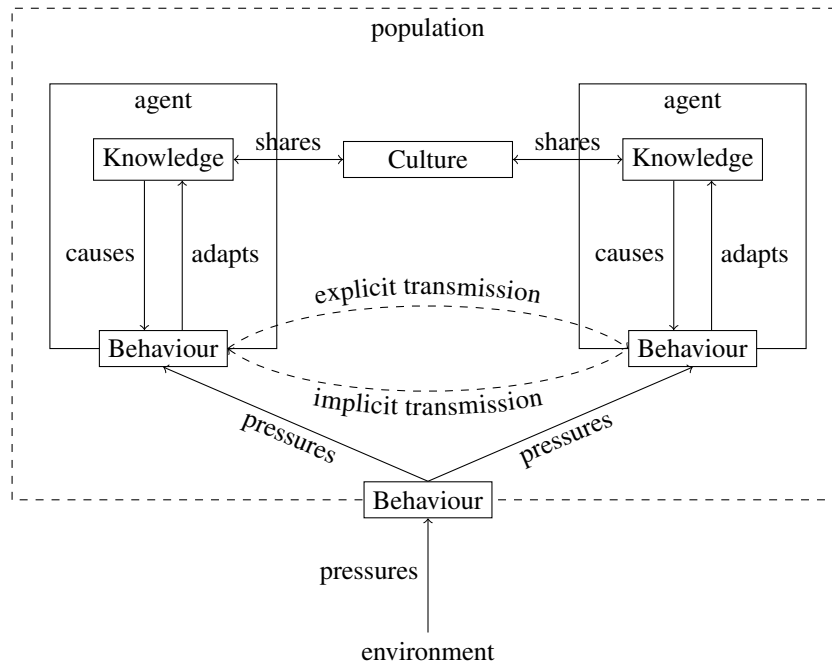 population
agent
agent
Knowledge
shares
Culture
shares
Knowledge
causes
adapts
causes
adapts
explicit transmission
Behaviour
Behaviour
implicit transmission
pressures
pressures
Behaviour
pressures
environment